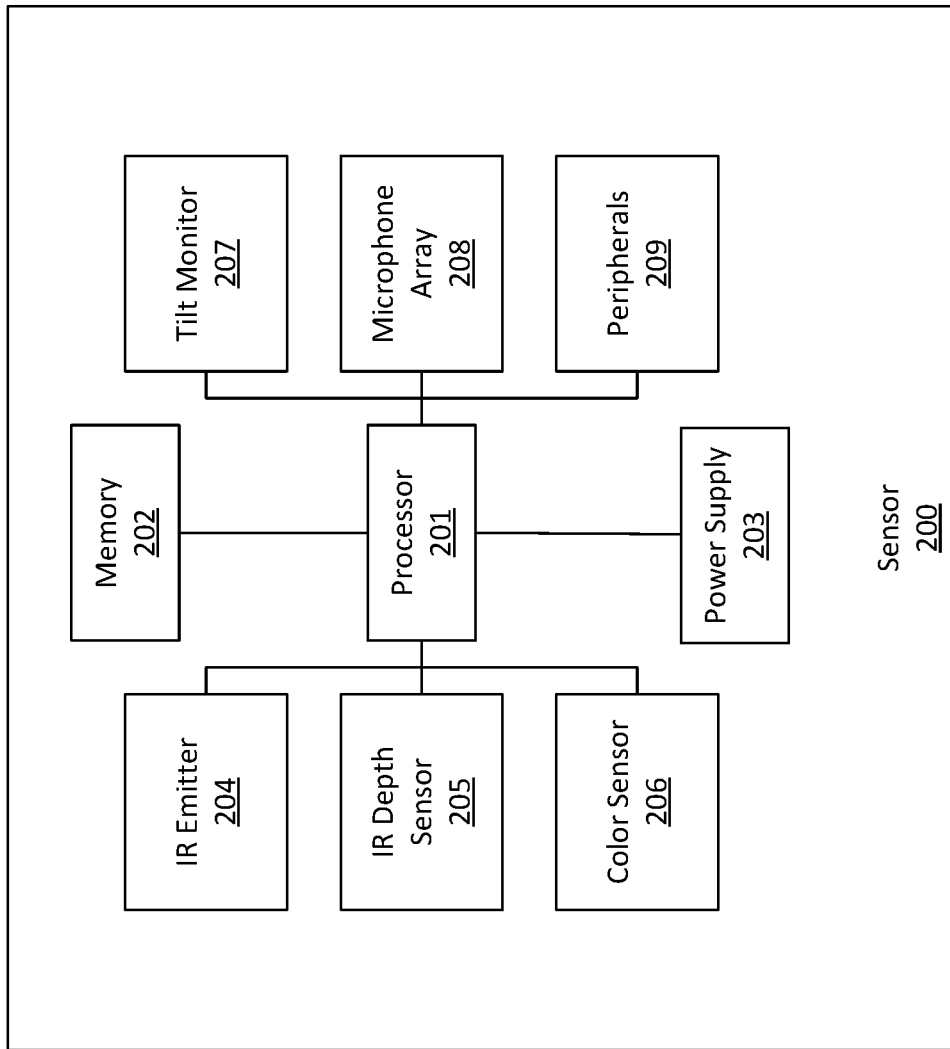 Memory
202
IR Emitter
204
Tilt Monitor
207
IR Depth
Sensor
205
Processor
201
Microphone
Array
208
Color Sensor
206
Peripherals
209
Power Supply
203
Sensor
200